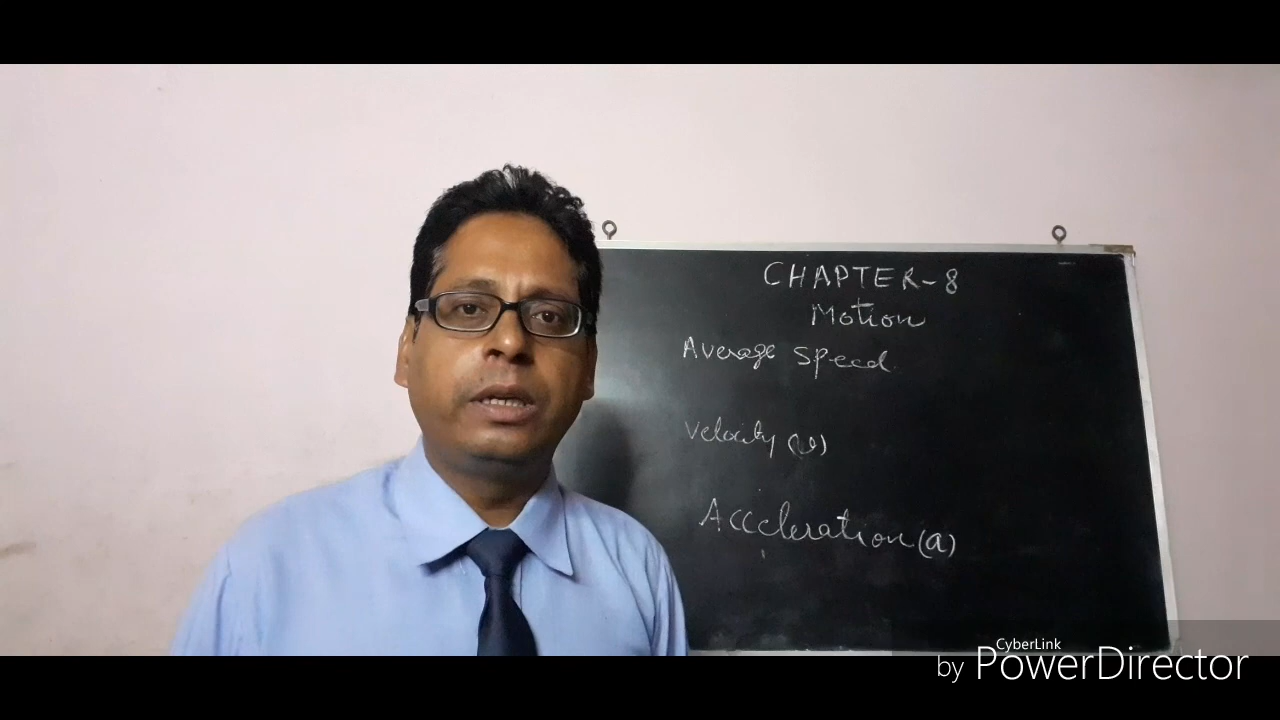 CHAPTER-8
Motion
Average Speed
Velocity (v)
Acceleration (a)
CyberLink
by PowerDirector